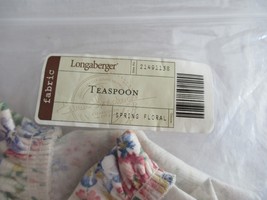 fabric
Longaberger
TEASPOON
SPRING FLORAL